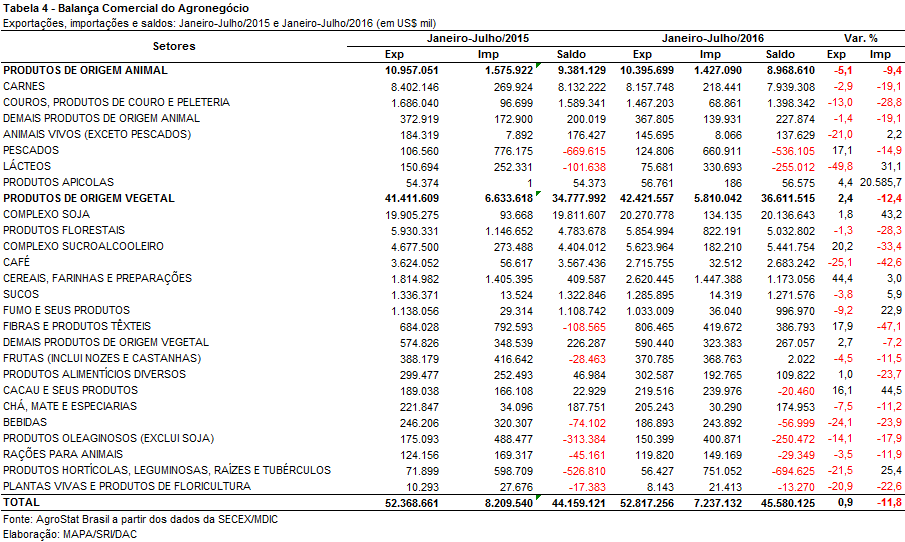 Tabela 4 - Balança Comercial do Agronegócio
Exportações, importações e saldos: Janeiro-Julho/2015 e Janeiro-Julho/2016 (em US$ mil)
Setores Janeiro-Julho/2015 Janeiro-Julho/2016 Var. %
Exp Imp Saldo Exp Imp Saldo Exp Imp
PRODUTOS DE ORIGEM ANIMAL 10.957.051 1.575.922 9.381.129 10.395.699 1.427.090 8.968.610 -5,1 -9,4
CARNES 8.402.146 269.924 8.132.222 8.157.748 218.441 7.939.308 -2,9 -19,1
COUROS, PRODUTOS DE COURO E PELETERIA 1.686.040 96.699 1.589.341 1.467.203 68.861 1.398.342 -13,0 -28,8
DEMAIS PRODUTOS DE ORIGEM ANIMAL 372.919 172.900 200.019 367.805 139.931 227.874 -1,4 -19,1
ANIMAIS VIVOS (EXCETO PESCADOS) 184.319 7.892 176.427 145.695 8.066 137.629 -21,0 2,2
PESCADOS 106.560 776.175 -669.615 124.806 660.911 -536.105 17,1 -14,9
LÁCTEOS 150.694 252.331 -101.638 75.681 330.693 -255.012 -49,8 31,1
PRODUTOS APICOLAS 54.374 1 54.373 56.761 186 56.575 4,4 20.585,7
PRODUTOS DE ORIGEM VEGETAL 41.411.609 6.633.618 34.777.992 42.421.557 5.810.042 36.611.515 2,4 -12,4
COMPLEXO SOJA 19.905.275 93.668 19.811.607 20.270.778 134.135 20.136.643 1,8 43,2
PRODUTOS FLORESTAIS 5.930.331 1.146.652 4.783.678 5.854.994 822.191 5.032.802 -1,3 -28,3
COMPLEXO SUCROALCOOLEIRO 4.677.500 273.488 4.404.012 5.623.964 182.210 5.441.754 20,2 -33,4
CAFÉ 3.624.052 56.617 3.567.436 2.715.755 32.512 2.683.242 -25,1 -42,6
CEREAIS, FARINHAS E PREPARAÇÕES 1.814.982 1.405.395 409.587 2.620.445 1.447.388 1.173.056 44,4 3,0
SUCOS 1.336.371 13.524 1.322.846 1.285.895 14.319 1.271.576 -3,8 5,9
FUMO E SEUS PRODUTOS 1.138.056 29.314 1.108.742 1.033.009 36.040 996.970 -9,2 22,9
FIBRAS E PRODUTOS TÊXTEIS 684.028 792.593 -108.565 806.465 419.672 386.793 17,9 -47,1
DEMAIS PRODUTOS DE ORIGEM VEGETAL 574.826 348.539 226.287 590.440 323.383 267.057 2,7 -7,2
FRUTAS (INCLUI NOZES E CASTANHAS) 388.179 416.642 -28.463 370.785 368.763 2.022 -4,5 -11,5
PRODUTOS ALIMENTÍCIOS DIVERSOS 299.477 252.493 46.984 302.587 192.765 109.822 1,0 -23,7
CACAU E SEUS PRODUTOS 189.038 166.108 22.929 219.516 239.976 -20.460 16,1 44,5
CHÁ, MATE E ESPECIARIAS 221.847 34.096 187.751 205.243 30.290 174.953 -7,5 -11,2
BEBIDAS 246.206 320.307 -74.102 186.893 243.892 -56.999 -24,1 -23,9
PRODUTOS OLEAGINOSOS (EXCLUI SOJA) 175.093 488.477 -313.384 150.399 400.871 -250.472 -14,1 -17,9
RAÇÕES PARA ANIMAIS 124.156 169.317 -45.161 119.820 149.169 -29.349 -3,5 -11,9
PRODUTOS HORTÍCOLAS, LEGUMINOSAS, RAÍZES E TUBÉRCULOS 71.899 598.709 -526.810 56.427 751.052 -694.625 -21,5 25,4
PLANTAS VIVAS E PRODUTOS DE FLORICULTURA 10.293 27.676 -17.383 8.143 21.413 -13.270 -20,9 -22,6
TOTAL 52.368.661 8.209.540 44.159.121 52.817.256 7.237.132 45.580.125 0,9 -11,8
Fonte: AgroStat Brasil a partir dos dados da SECEX/MDIC
Elaboração: MAPA/SRI/DAC